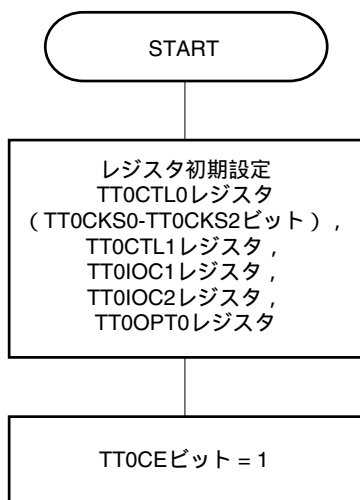 START
レジスタ初期設定
TT0CTL0レジスタ
（TT0CKS0-TT0CKS2ビット），
TT0CTL1レジスタ，
TT0IOC1レジスタ，
TT0IOC2レジスタ，
TT0OPT0レジスタ
TT0CEビット = 1